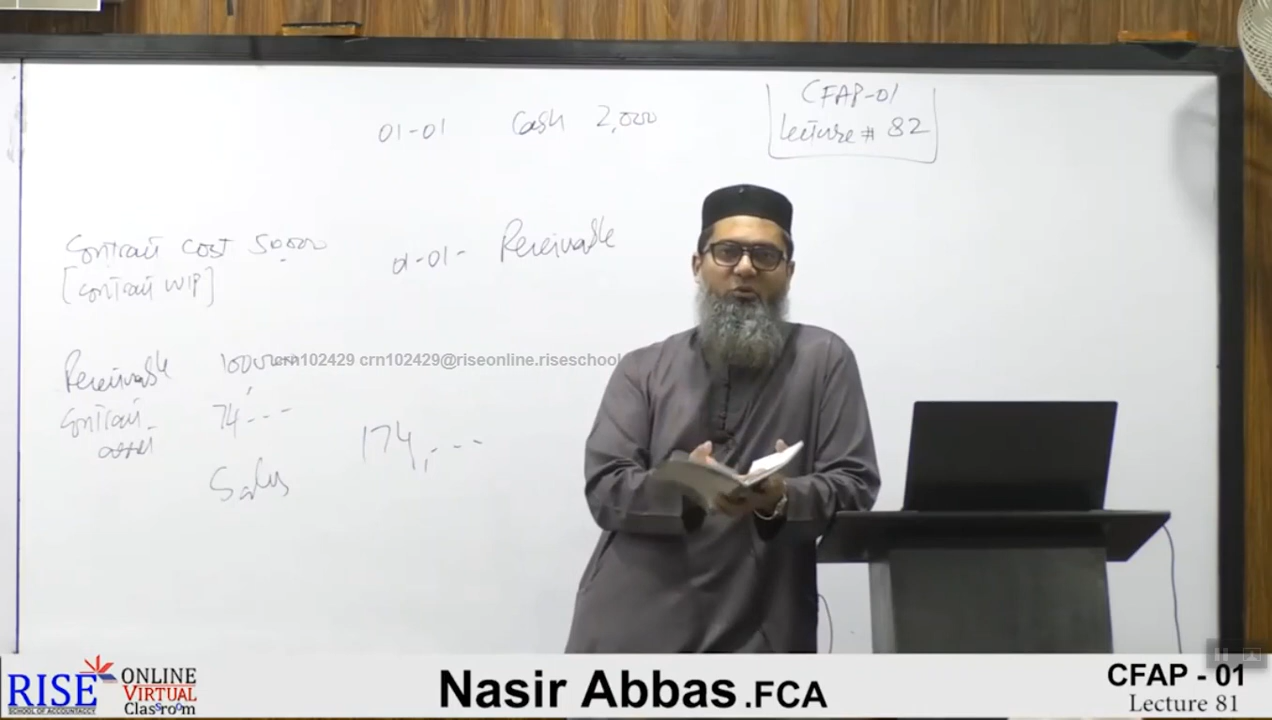 CFAP-01
Lecture # 82
01-01 Cash 2,000
Contract cost 50,000
[contract WIP]
01-01- Receivable
Receivable
crn102429 crn102429@riseonline.riseschool
Contract
asset
74---
174,---
Sales
RISE
SCHOOL OF ACCOUNTANCY
ONLINE
VIRTUAL
Classroom
Nasir Abbas .FCA
CFAP - 01
Lecture 81